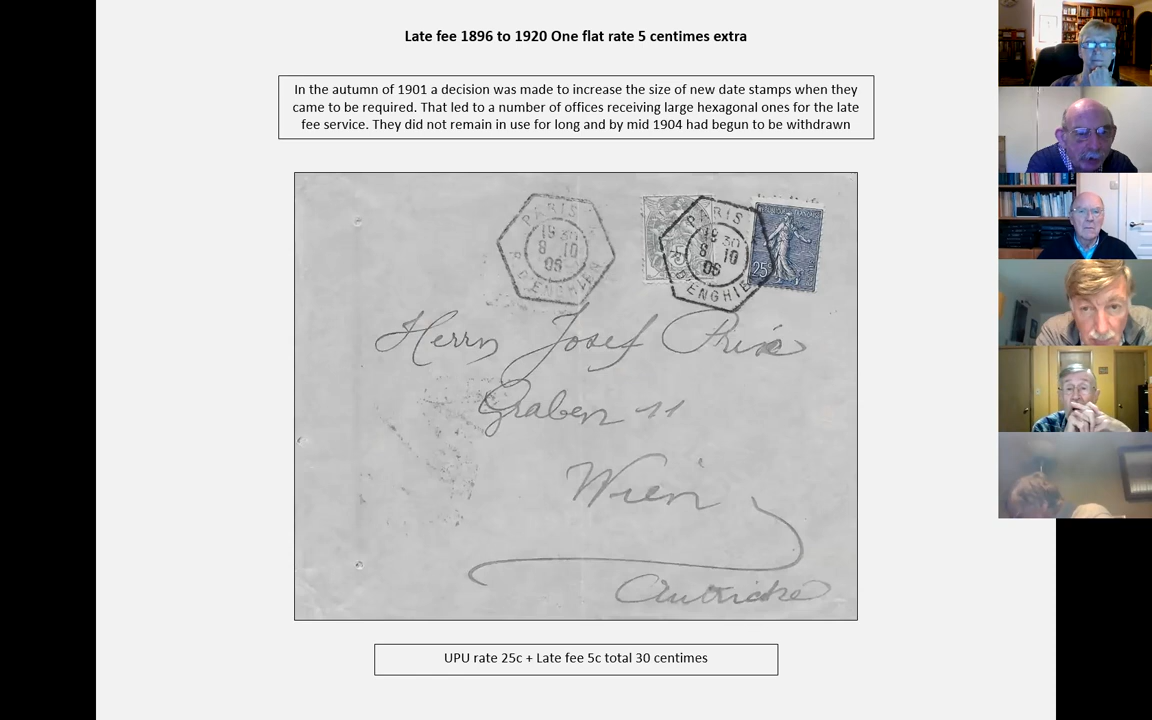 Late fee 1896 to 1920 One flat rate 5 centimes extra
In the autumn of 1901 a decision was made to increase the size of new date stamps when they
came to be required. That led to a number of offices receiving large hexagonal ones for the late
fee service. They did not remain in use for long and by mid 1904 had begun to be withdrawn
PARIS
19 30
8 10
06
R. D'ENGHIEN
PARIS
19 30
8 10
06
R. D'ENGHIEN
5
25
Herrn Josef
Graben 11
Wien
Autriche
UPU rate 25c + Late fee 5c total 30 centimes